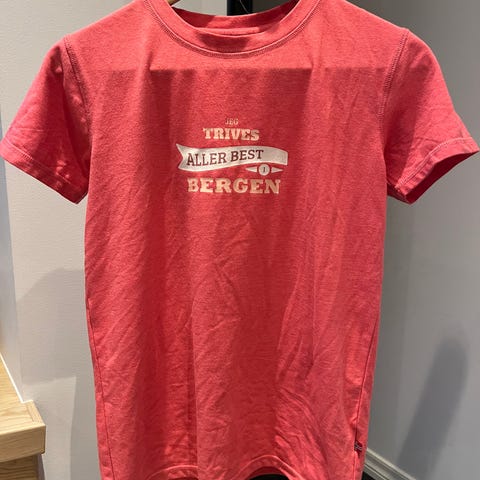 JEG
TRIVES
ALLER BEST
I
BERGEN